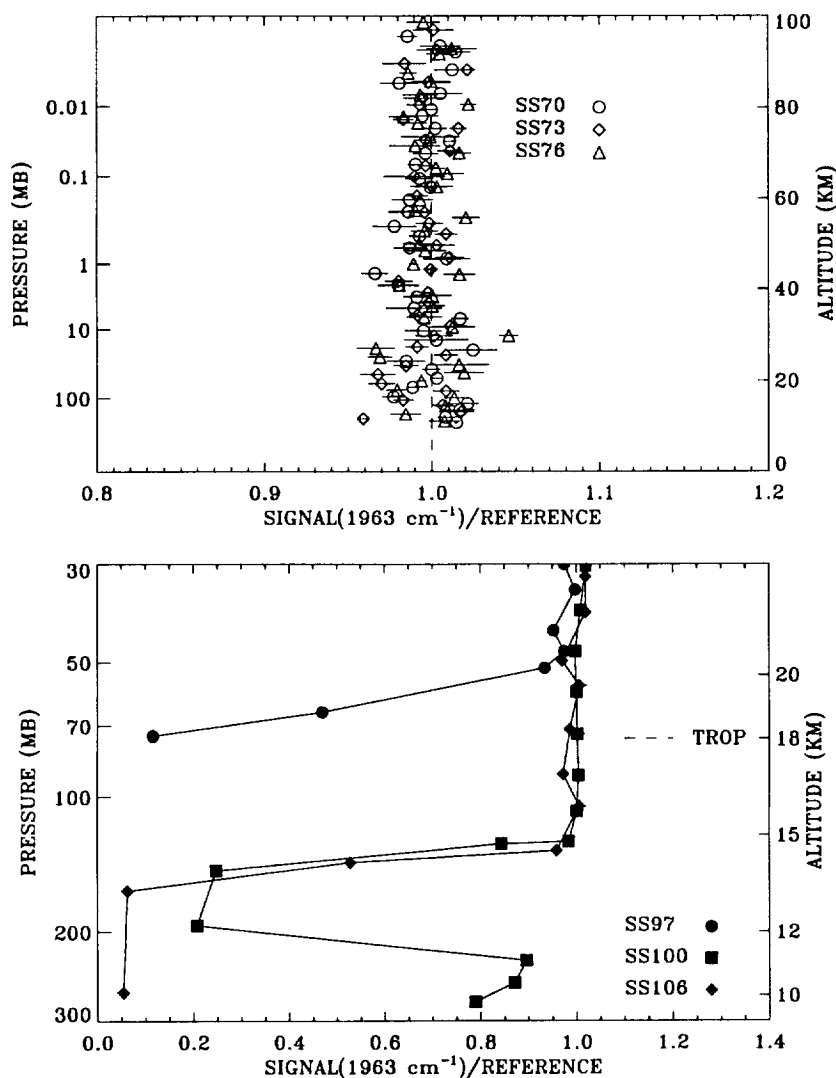 100
80
60
40
20
0
ALTITUDE (KM)
0.01
0.1
1
10
100
PRESSURE (MB)
SS70
SS73
SS76
0.8 0.9 1.0 1.1 1.2
SIGNAL(1963 cm⁻¹)/REFERENCE
30
50
70
100
200
300
PRESSURE (MB)
20
18
15
12
10
ALTITUDE (KM)
TROP
SS97
SS100
SS106
0.0 0.2 0.4 0.6 0.8 1.0 1.2 1.4
SIGNAL(1963 cm⁻¹)/REFERENCE